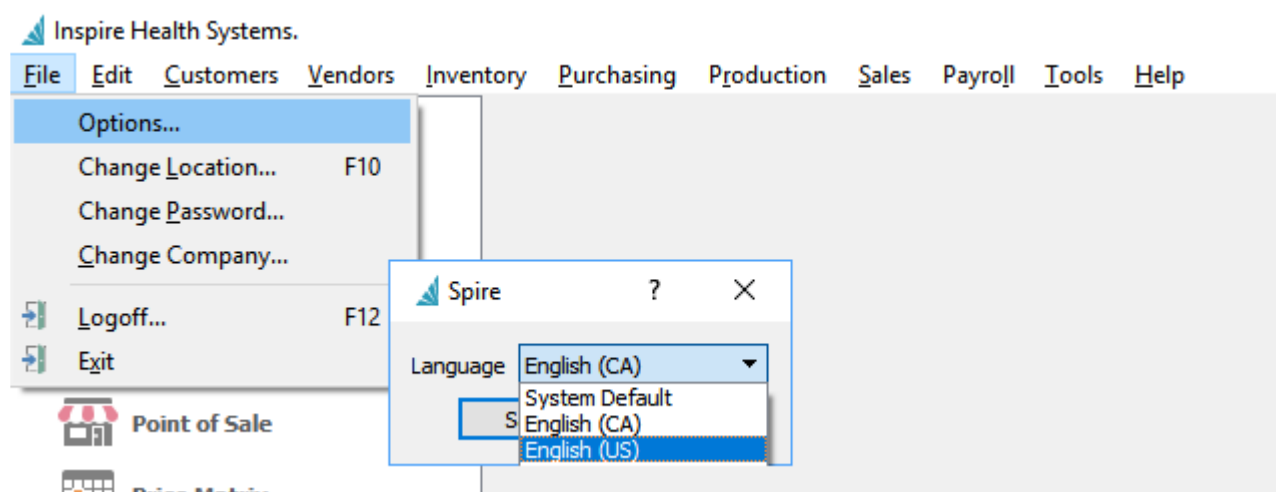 Inspire Health Systems.
File Edit Customers Vendors Inventory Purchasing Production Sales Payroll Tools Help
Options...
Change Location... F10
Change Password...
Change Company...
Logoff... F12
Exit
Spire ? ×
Language English (CA)
System Default
English (CA)
English (US)
Point of Sale